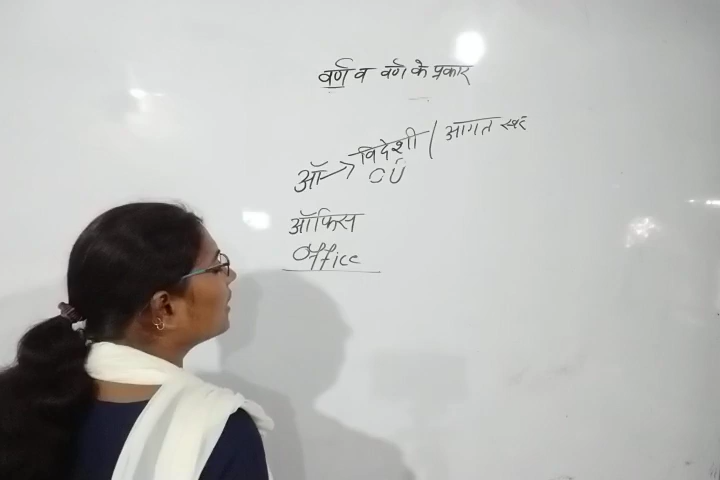 वर्ण व वर्ण के प्रकार
ऑ → विदेशी / आगत स्वर
ऑफिस
Office